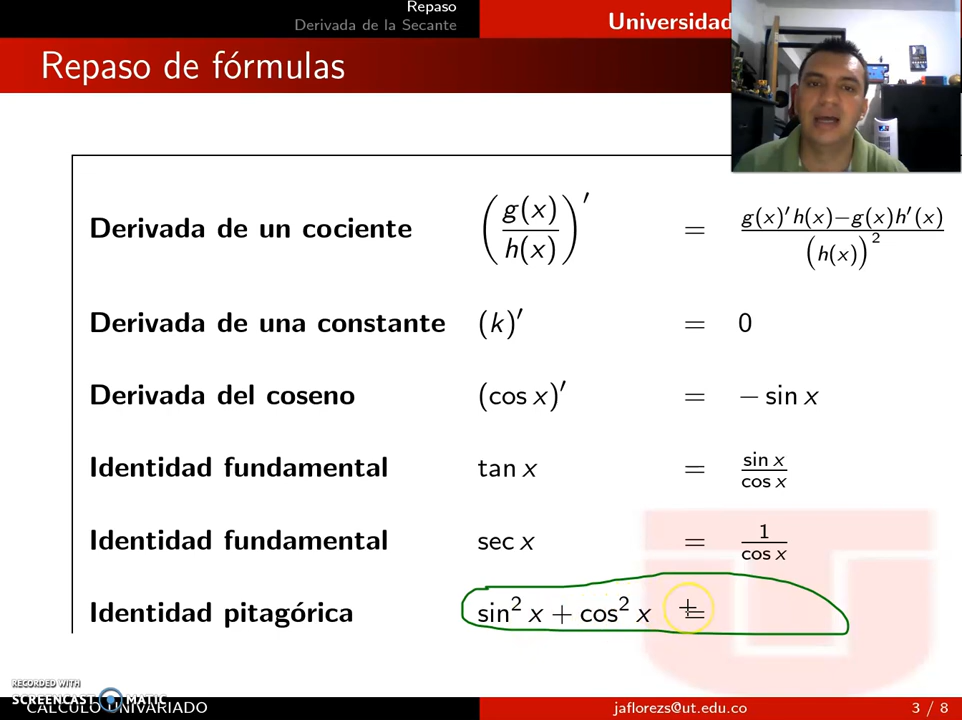 Repaso
Derivada de la Secante
Universidad
Repaso de fórmulas
Derivada de un cociente (g(x)/h(x))′ = g(x)′h(x)−g(x)h′(x)/(h(x))²
Derivada de una constante (k)′ = 0
Derivada del coseno (cos x)′ = − sin x
Identidad fundamental tan x = sin x/cos x
Identidad fundamental sec x = 1/cos x
Identidad pitagórica sin² x + cos² x =
RECORDED WITH
SCREENCAST MATIC
CÁLCULO UNIVARIADO jaflorezs@ut.edu.co 3 / 8